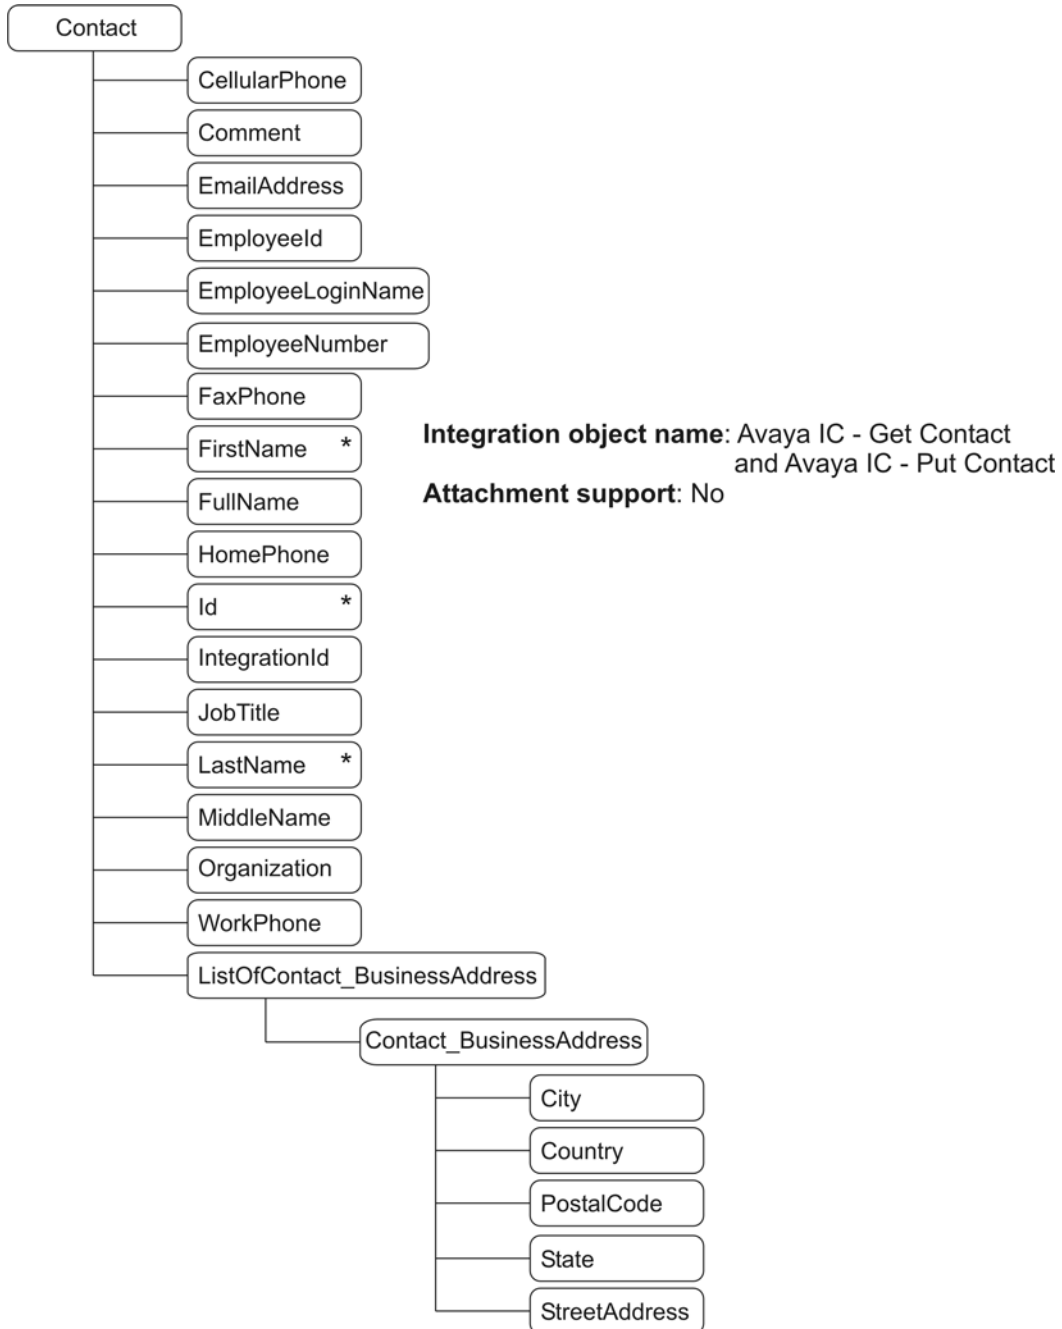 Contact
CellularPhone
Comment
EmailAddress
EmployeeId
EmployeeLoginName
EmployeeNumber
FaxPhone
FirstName *
FullName
HomePhone
Id *
IntegrationId
JobTitle
LastName *
MiddleName
Organization
WorkPhone
ListOfContact_BusinessAddress
Contact_BusinessAddress
City
Country
PostalCode
State
StreetAddress
Integration object name: Avaya IC - Get Contact
and Avaya IC - Put Contact
Attachment support: No